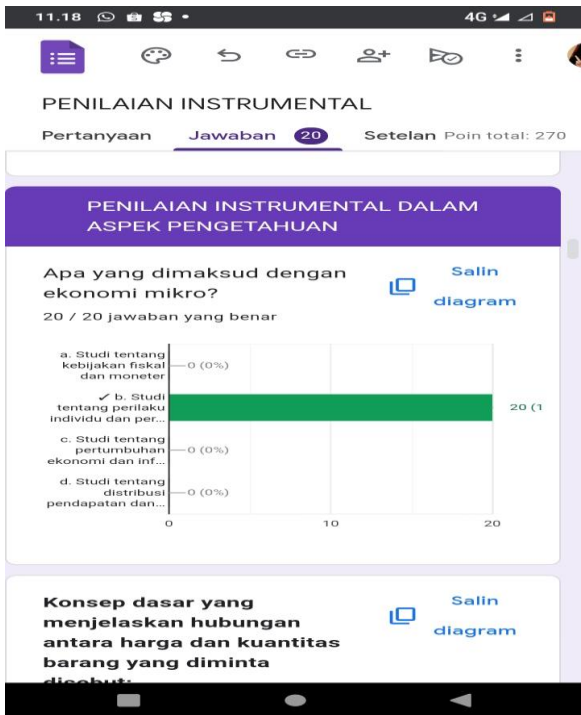 11.18
4G
PENILAIAN INSTRUMENTAL
Pertanyaan Jawaban 20 Setelan Poin total: 270
PENILAIAN INSTRUMENTAL DALAM
ASPEK PENGETAHUAN
Apa yang dimaksud dengan
ekonomi mikro?
20 / 20 jawaban yang benar
Salin
diagram
a. Studi tentang
kebijakan fiskal
dan moneter
0 (0%)
✓ b. Studi
tentang perilaku
individu dan per...
20 (1
c. Studi tentang
pertumbuhan
ekonomi dan inf...
0 (0%)
d. Studi tentang
distribusi
pendapatan dan...
0 (0%)
0 10 20
Konsep dasar yang
menjelaskan hubungan
antara harga dan kuantitas
barang yang diminta
disebut:
Salin
diagram